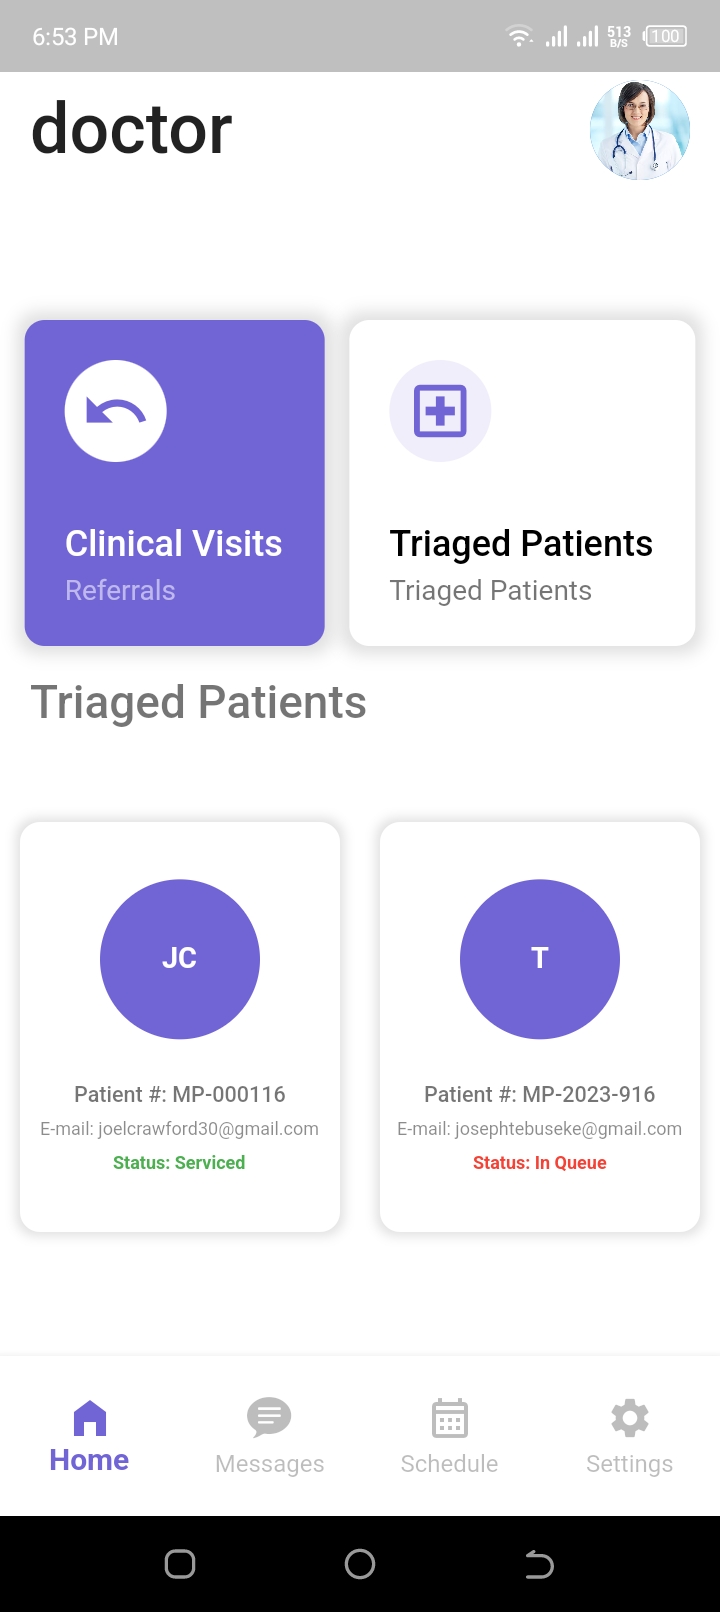 6:53 PM
513
B/S
100
doctor
Clinical Visits
Referrals
Triaged Patients
Triaged Patients
Triaged Patients
JC
Patient #: MP-000116
E-mail: joelcrawford30@gmail.com
Status: Serviced
T
Patient #: MP-2023-916
E-mail: josephtebuseke@gmail.com
Status: In Queue
Home
Messages
Schedule
Settings